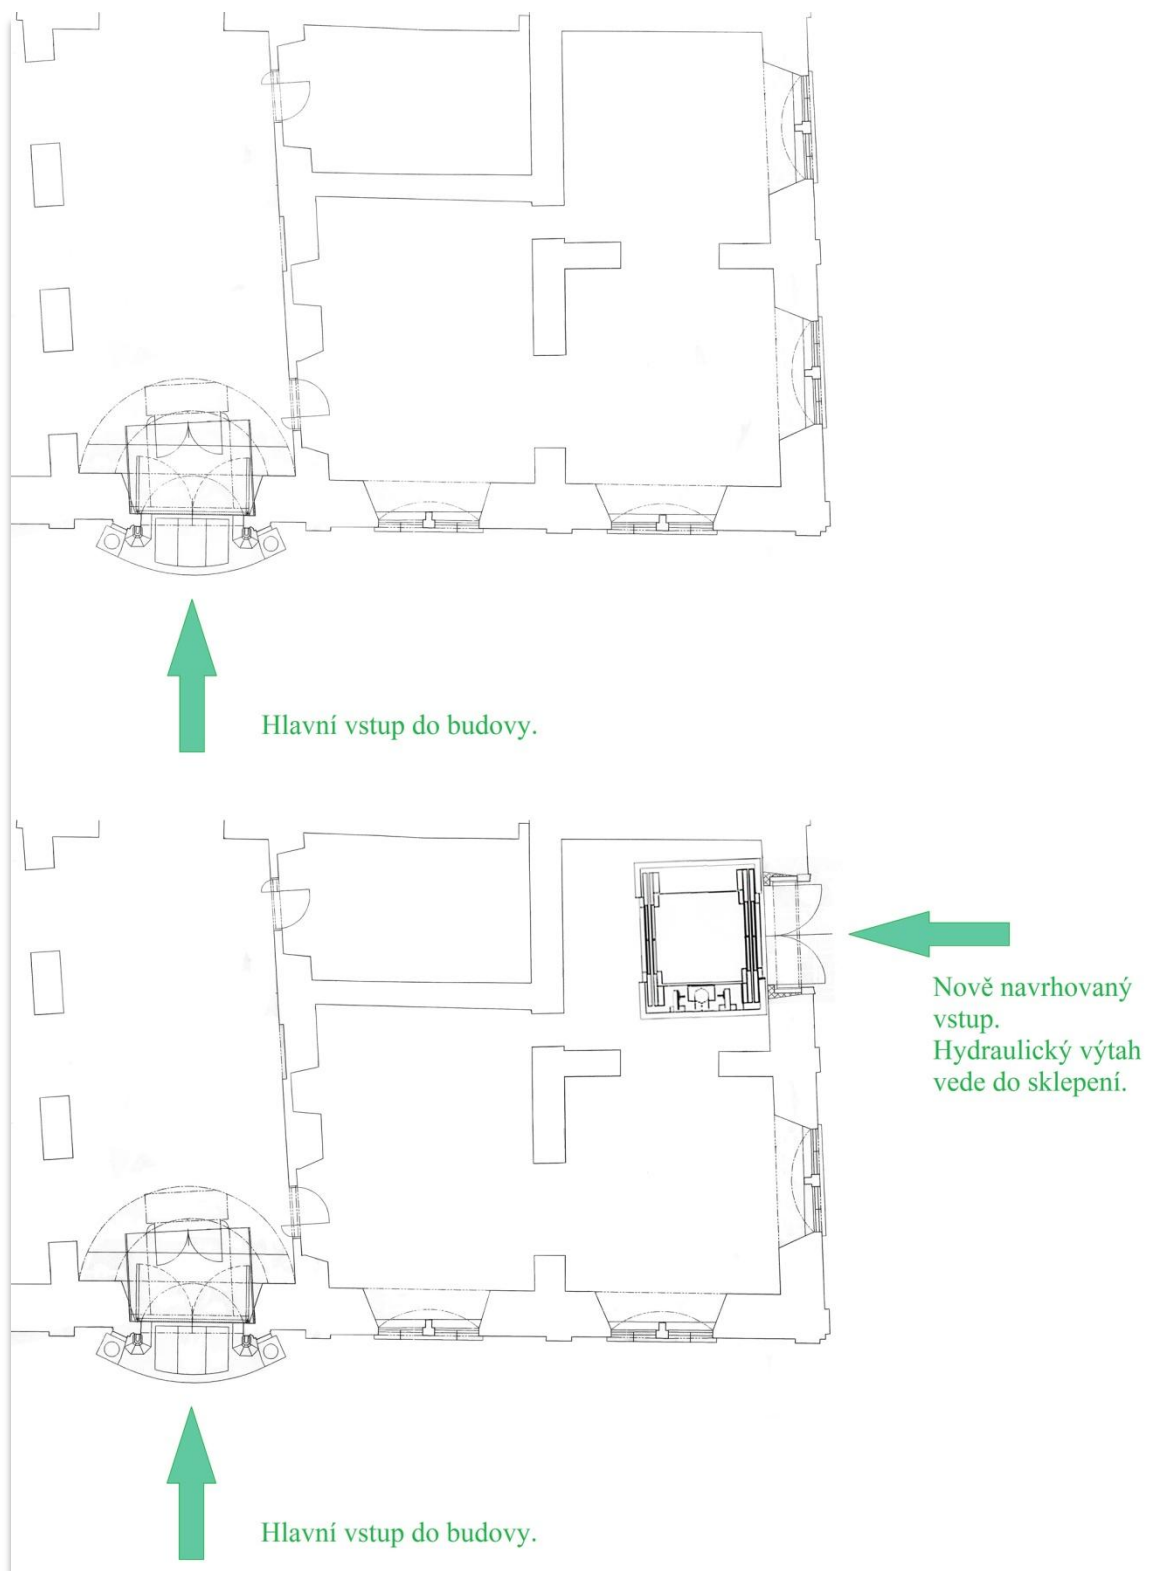 Hlavní vstup do budovy.
Nově navrhovaný
vstup.
Hydraulický výtah
vede do sklepení.
Hlavní vstup do budovy.